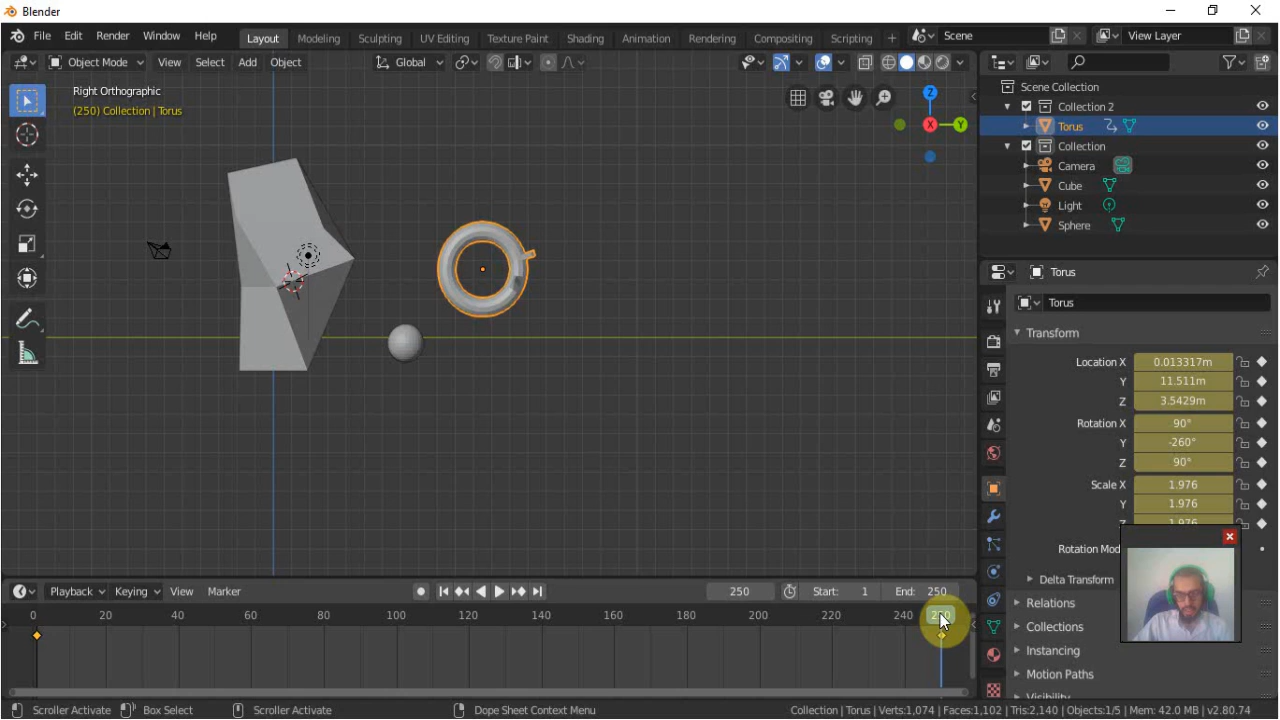 Blender
File Edit Render Window Help Layout Modeling Sculpting UV Editing Texture Paint Shading Animation Rendering Compositing Scripting + Scene View Layer
Object Mode View Select Add Object Global
Right Orthographic
(250) Collection | Torus
Z
X
Y
Scene Collection
Collection 2
Torus
Collection
Camera
Cube
Light
Sphere
Torus
Torus
Transform
Location X 0.013317m
Y 11.511m
Z 3.5429m
Rotation X 90°
Y -260°
Z 90°
Scale X 1.976
Y 1.976
Z 1.976
Rotation Mod
Delta Transform
Relations
Collections
Instancing
Motion Paths
Visibility
Playback Keying View Marker 250 Start: 1 End: 250
0 20 40 60 80 100 120 140 160 180 200 220 240 250
Scroller Activate Box Select Scroller Activate Dope Sheet Context Menu Collection | Torus | Verts:1,074 | Faces:1,102 | Tris:2,140 | Objects:1/5 | Mem: 42.0 MB | v2.80.74